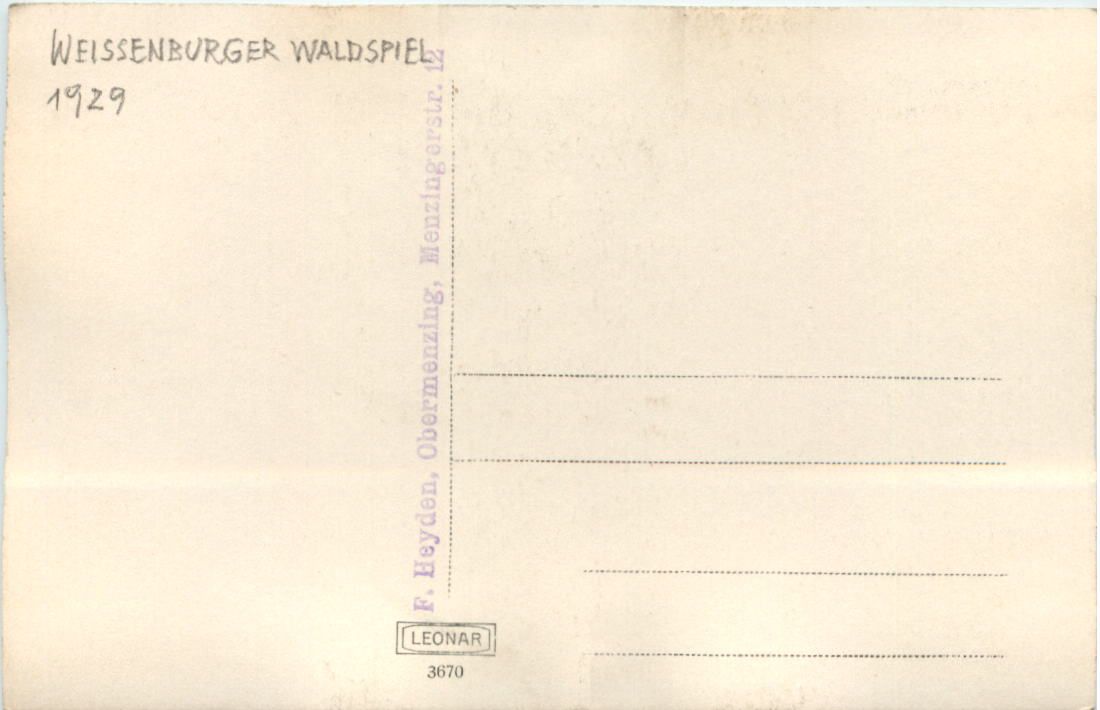 WEISSENBURGER WALDSPIEL
1929
F. Heyden, Obermenzing, Menzingerstr. 12
LEONAR
3670